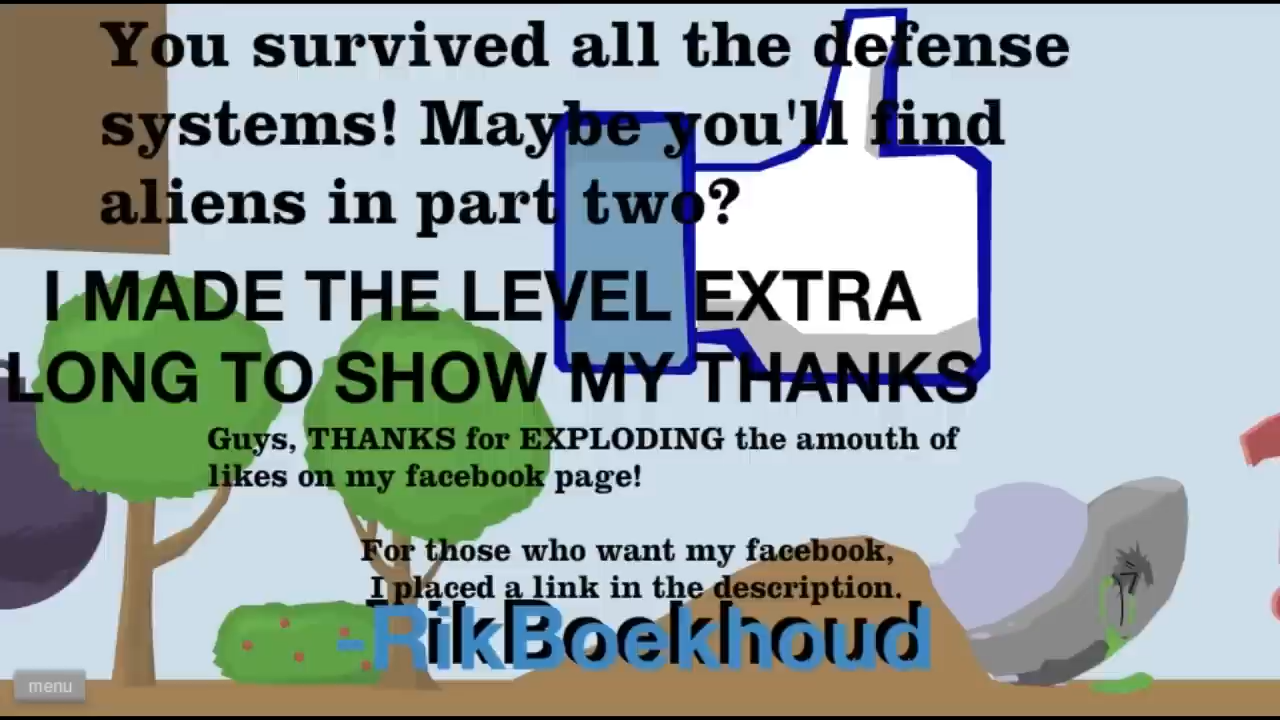 You survived all the defense
systems! Maybe you'll find
aliens in part two?
I MADE THE LEVEL EXTRA
LONG TO SHOW MY THANKS
Guys, THANKS for EXPLODING the amouth of
likes on my facebook page!
For those who want my facebook,
I placed a link in the description.
-RikBoekhoud
menu